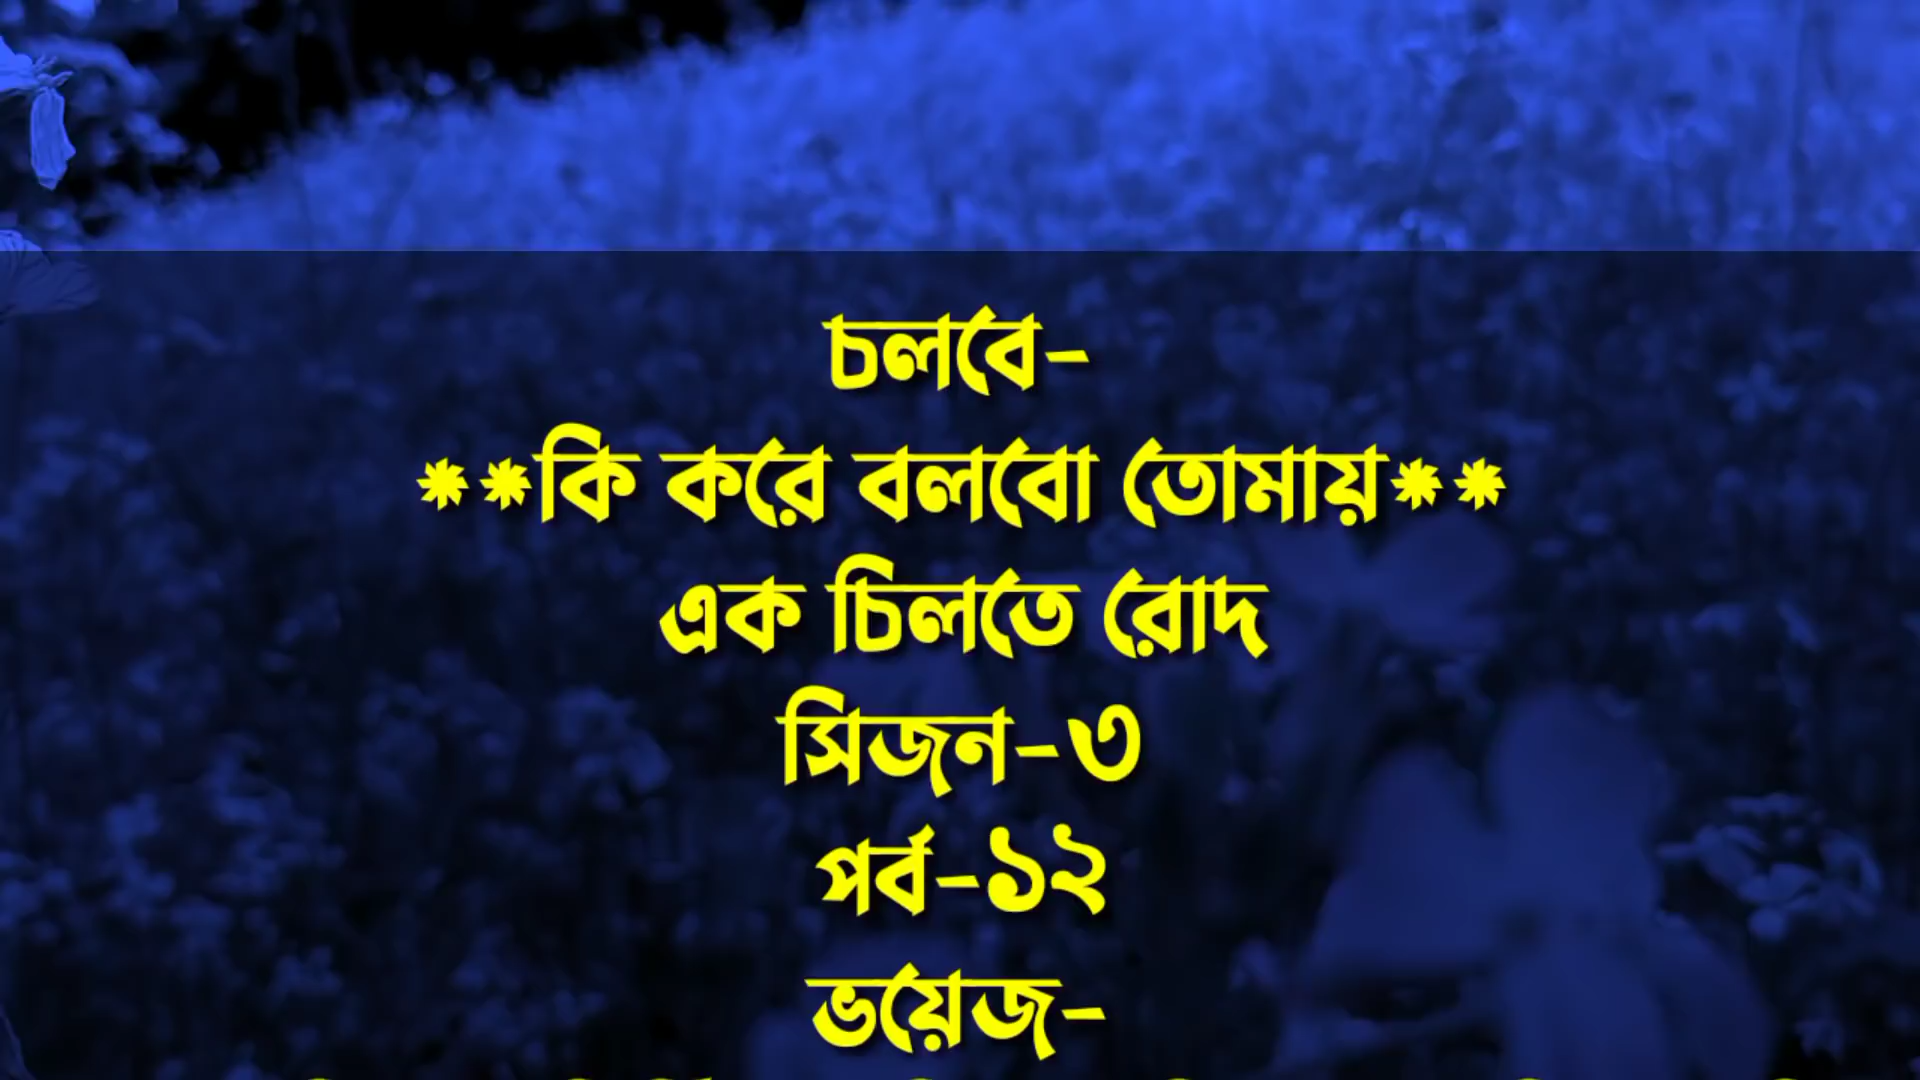 চলবে-
**কি করে বলবো তোমায়**
এক চিলতে রোদ
সিজন-৩
পর্ব-১২
ভয়েজ-